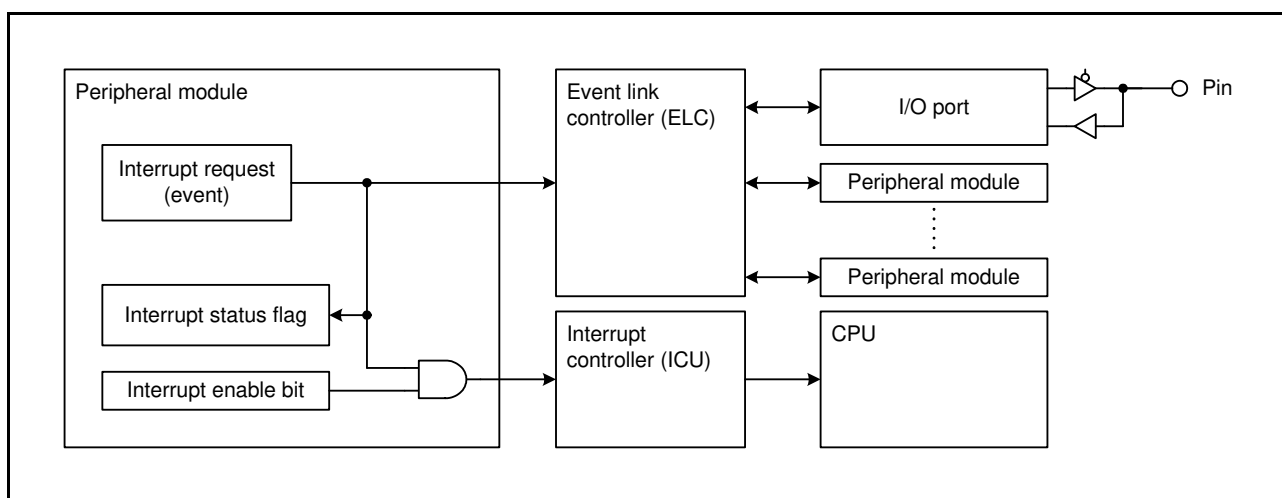 Peripheral module
Interrupt request
(event)
Interrupt status flag
Interrupt enable bit
Event link
controller (ELC)
Interrupt
controller (ICU)
I/O port
Pin
Peripheral module
Peripheral module
CPU